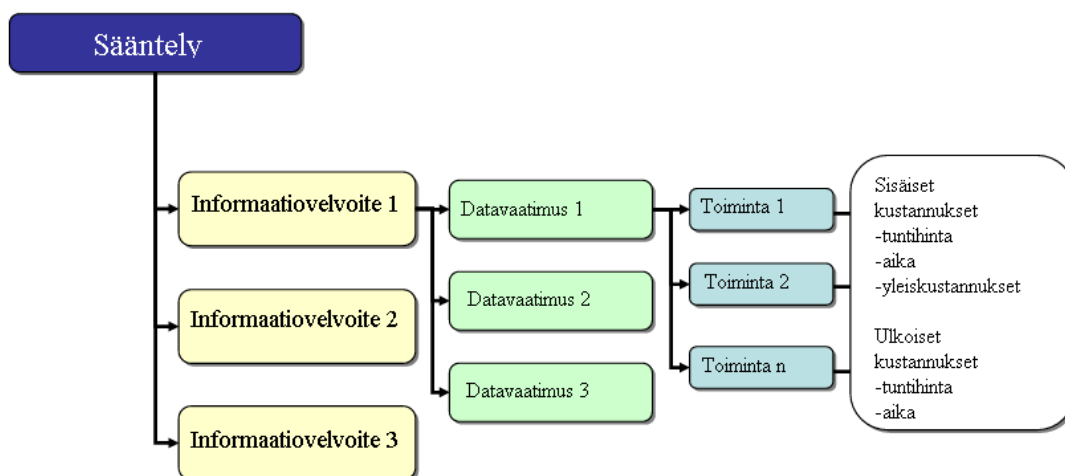 Sääntely
Informaatiovelvoite 1
Informaatiovelvoite 2
Informaatiovelvoite 3
Datavaatimus 1
Datavaatimus 2
Datavaatimus 3
Toiminta 1
Toiminta 2
Toiminta n
Sisäiset
kustannukset
-tuntihinta
-aika
-yleiskustannukset
Ulkoiset
kustannukset
-tuntihinta
-aika